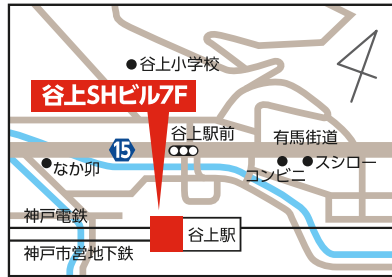 谷上小学校
谷上SHビル7F
谷上駅前
有馬街道
15
スシロー
なか卯
コンビニ
神戸電鉄
谷上駅
神戸市営地下鉄